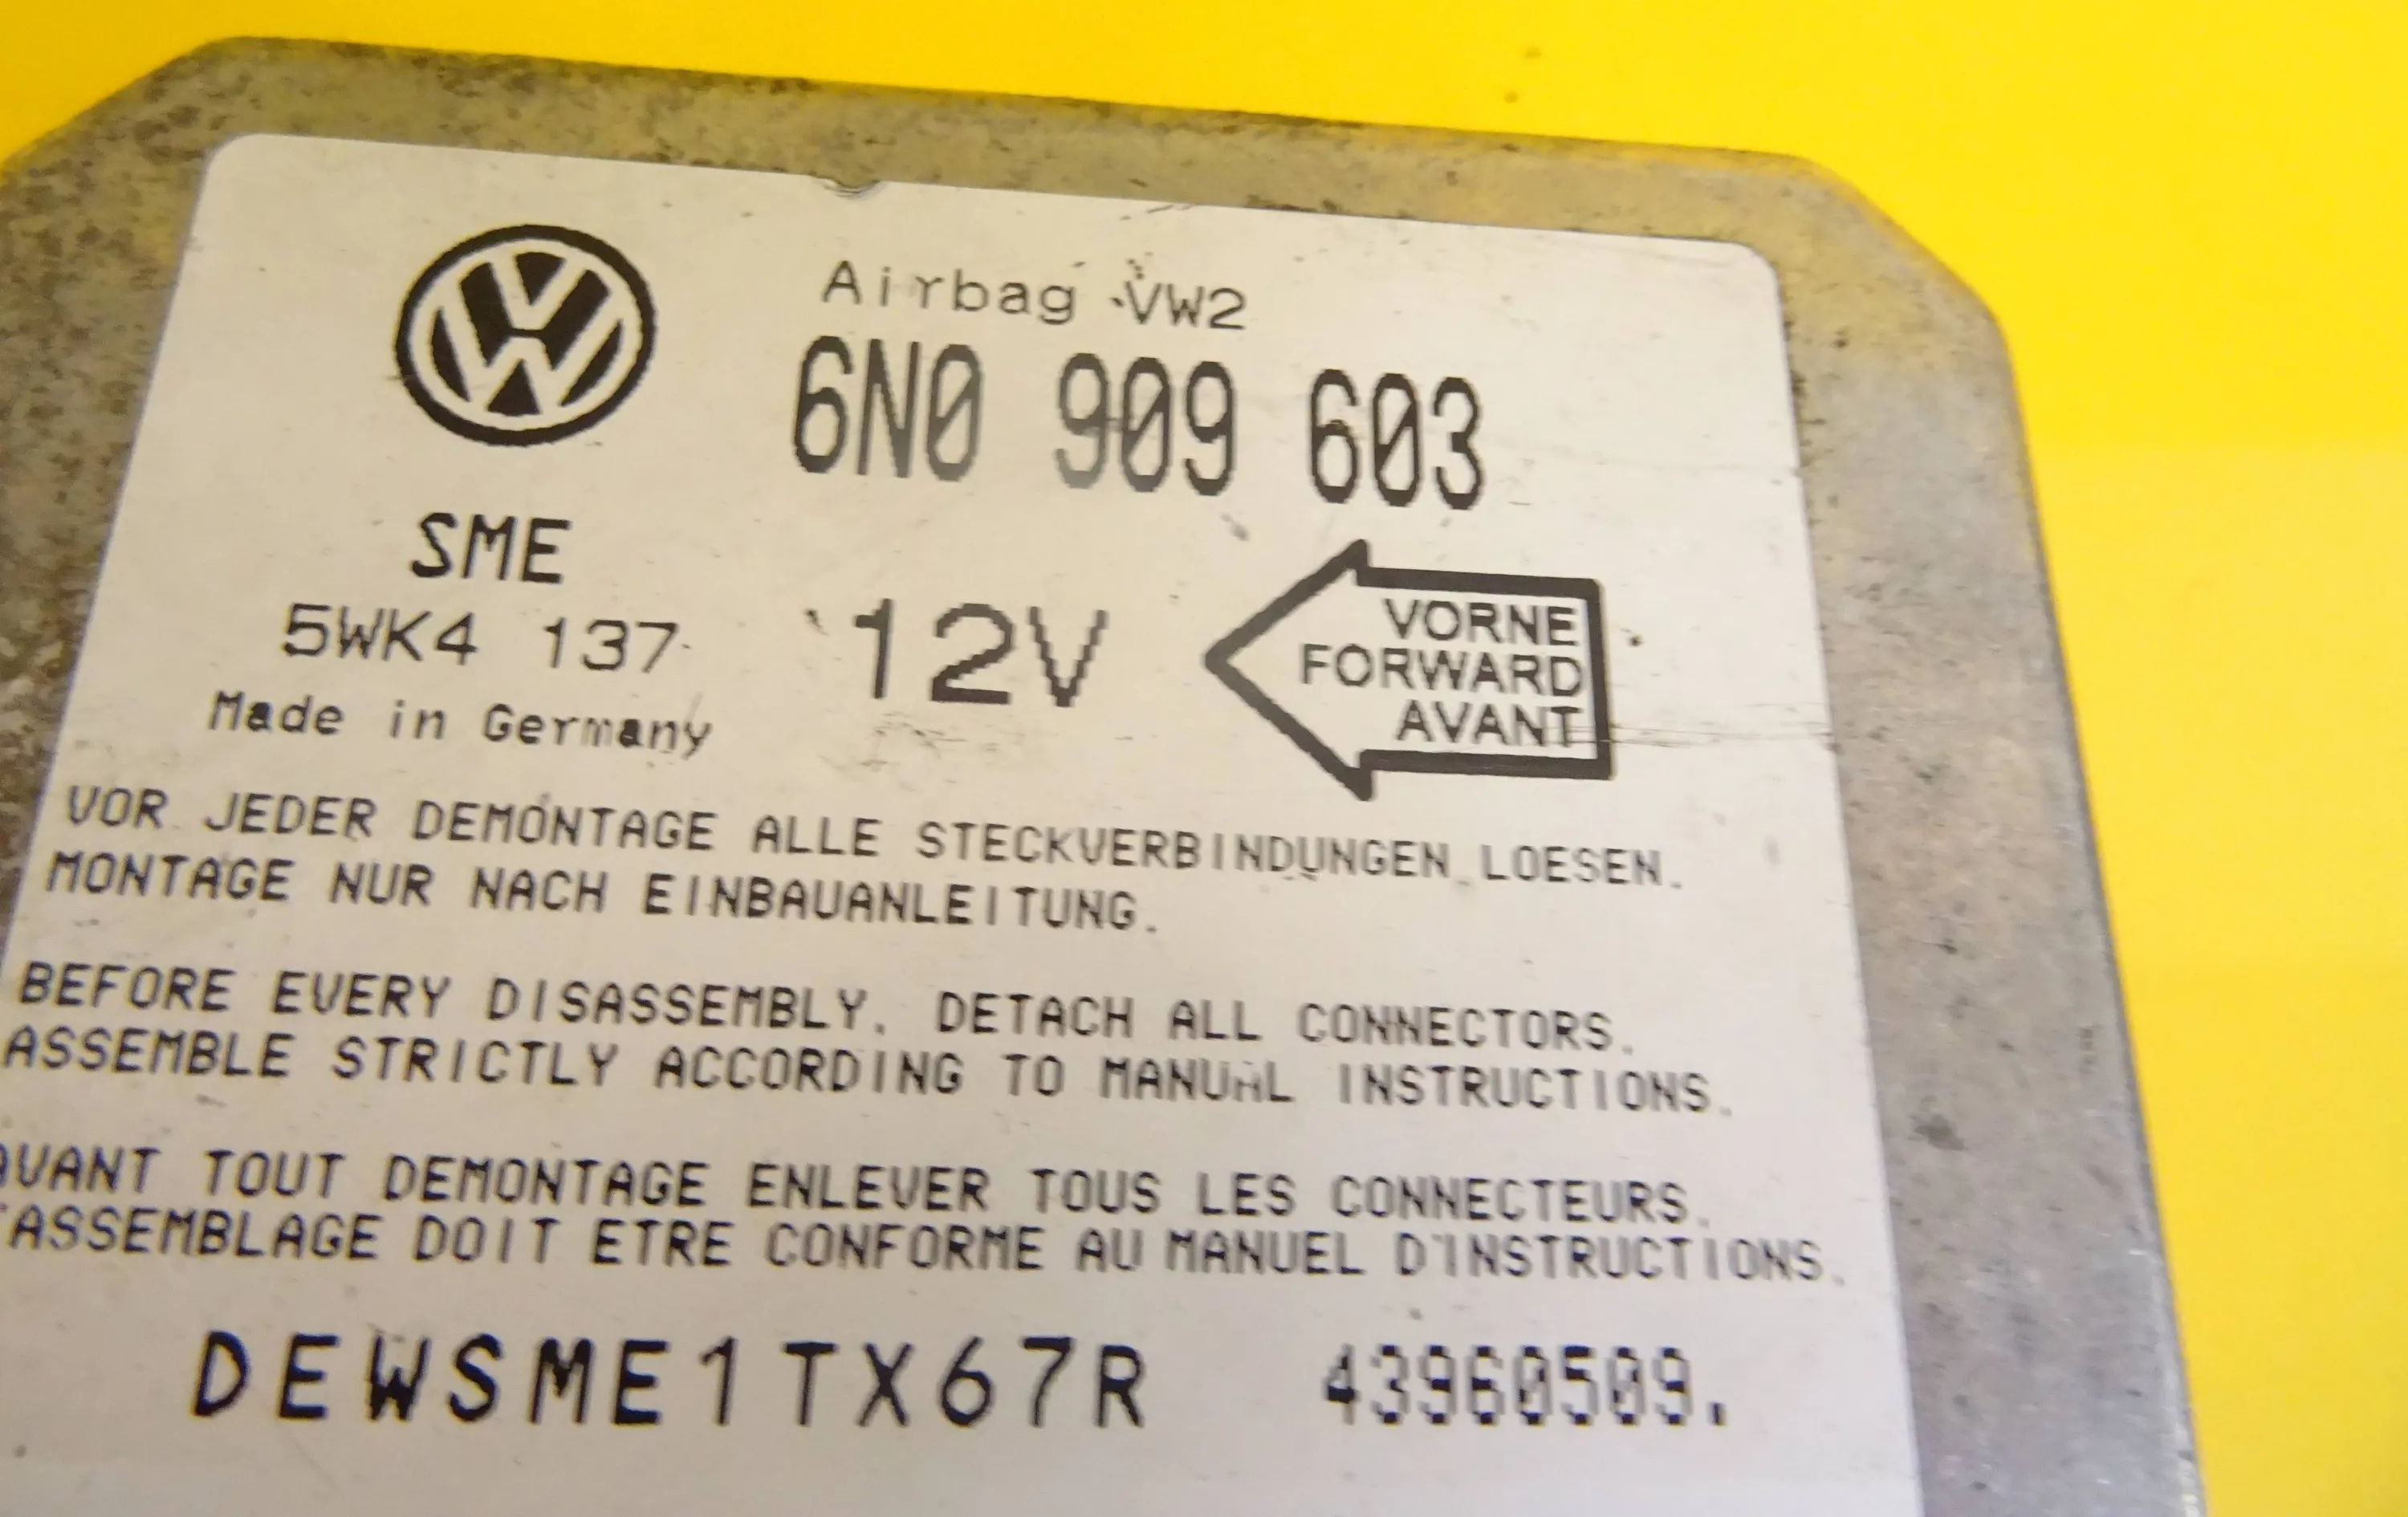 Airbag VW2
6N0 909 603
SME
5WK4 137
12V
Made in Germany
VORNE
FORWARD
AVANT
VOR JEDER DEMONTAGE ALLE STECKVERBINDUNGEN LOESEN.
MONTAGE NUR NACH EINBAUANLEITUNG.
BEFORE EVERY DISASSEMBLY. DETACH ALL CONNECTORS.
ASSEMBLE STRICTLY ACCORDING TO MANUAL INSTRUCTIONS.
AVANT TOUT DEMONTAGE ENLEVER TOUS LES CONNECTEURS.
'ASSEMBLAGE DOIT ETRE CONFORME AU MANUEL D'INSTRUCTIONS.
DEWSME1TX67R 43960509.